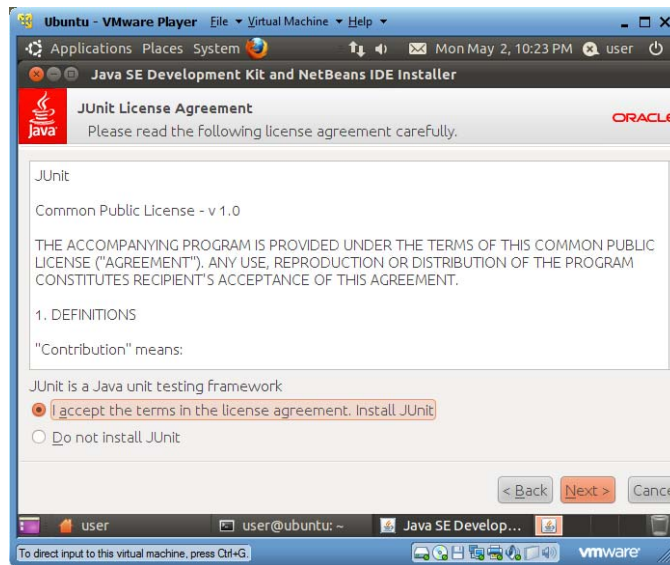 Ubuntu - VMware Player File Virtual Machine Help
Applications Places System Mon May 2, 10:23 PM user
Java SE Development Kit and NetBeans IDE Installer
Java
JUnit License Agreement
Please read the following license agreement carefully.
ORACLE
JUnit
Common Public License - v 1.0
THE ACCOMPANYING PROGRAM IS PROVIDED UNDER THE TERMS OF THIS COMMON PUBLIC
LICENSE ("AGREEMENT"). ANY USE, REPRODUCTION OR DISTRIBUTION OF THE PROGRAM
CONSTITUTES RECIPIENT'S ACCEPTANCE OF THIS AGREEMENT.
1. DEFINITIONS
"Contribution" means:
JUnit is a Java unit testing framework
I accept the terms in the license agreement. Install JUnit
Do not install JUnit
< Back Next > Cance
user user@ubuntu: ~ Java SE Develop...
To direct input to this virtual machine, press Ctrl+G. vmware